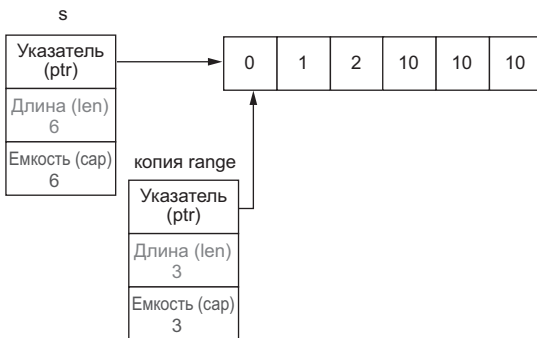 s
Указатель
(ptr)
0 1 2 10 10 10
Длина (len)
6
Емкость (cap)
6
копия range
Указатель
(ptr)
Длина (len)
3
Емкость (cap)
3